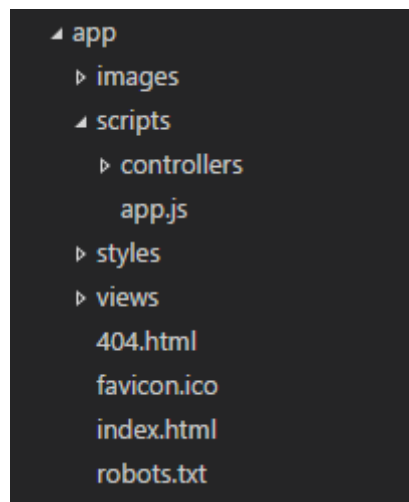 app
images
scripts
controllers
app.js
styles
views
404.html
favicon.ico
index.html
robots.txt